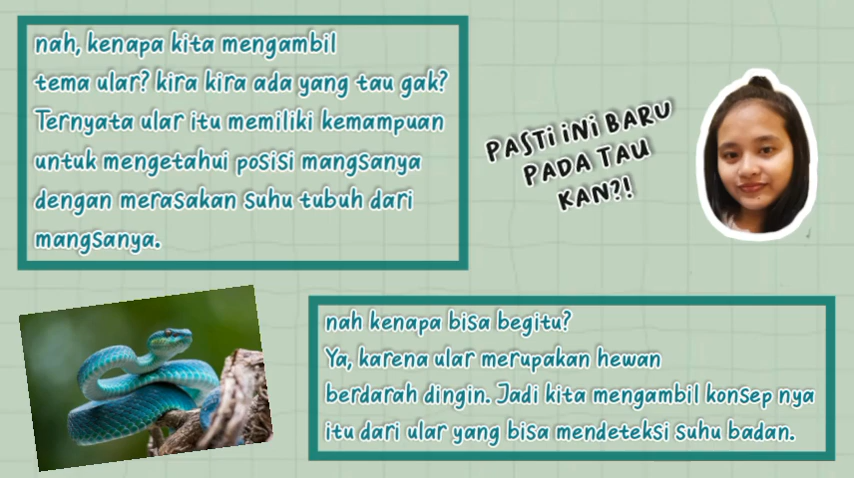 nah, kenapa kita mengambil
tema ular? kira kira ada yang tau gak?
Ternyata ular itu memiliki kemampuan
untuk mengetahui posisi mangsanya
dengan merasakan suhu tubuh dari
mangsanya.
PASTI INI BARU
PADA TAU
KAN?!
nah kenapa bisa begitu?
Ya, karena ular merupakan hewan
berdarah dingin. Jadi kita mengambil konsep nya
itu dari ular yang bisa mendeteksi suhu badan.